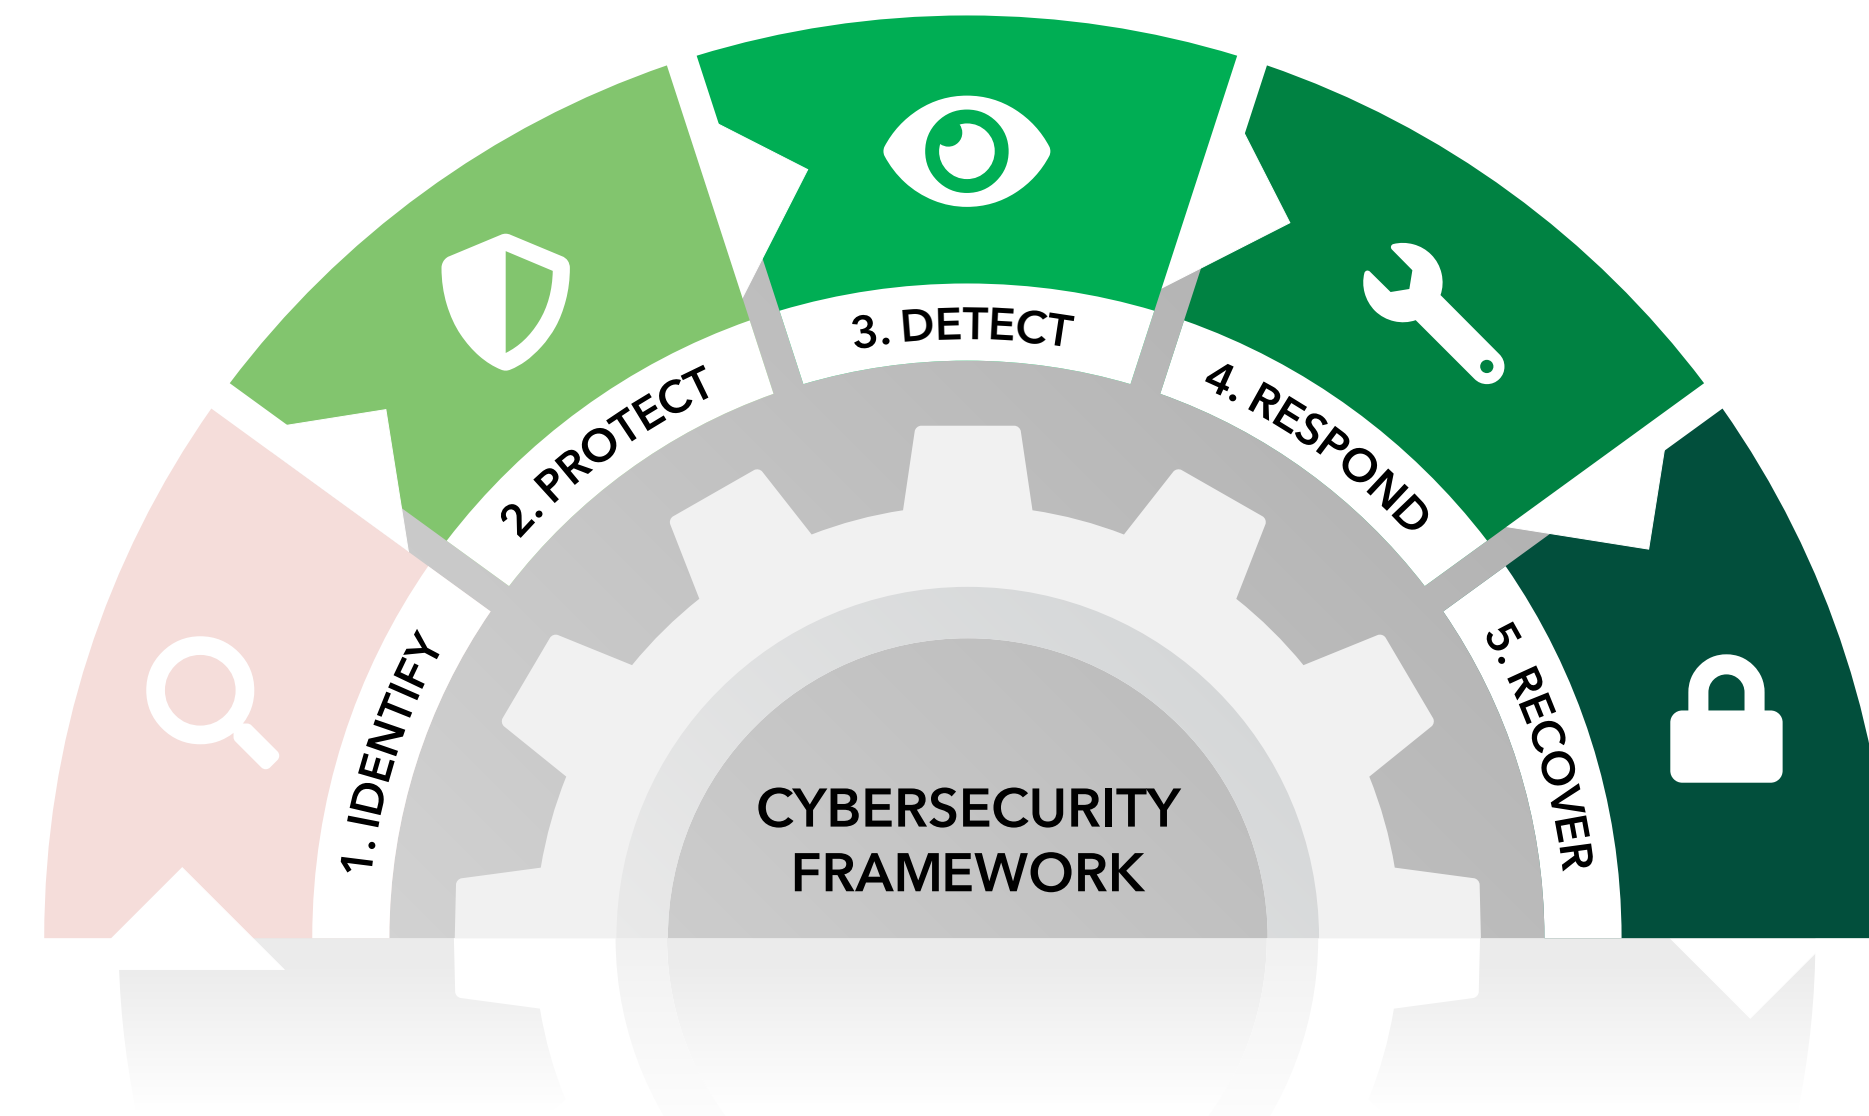 1. IDENTIFY
2. PROTECT
3. DETECT
4. RESPOND
5. RECOVER
CYBERSECURITY
FRAMEWORK